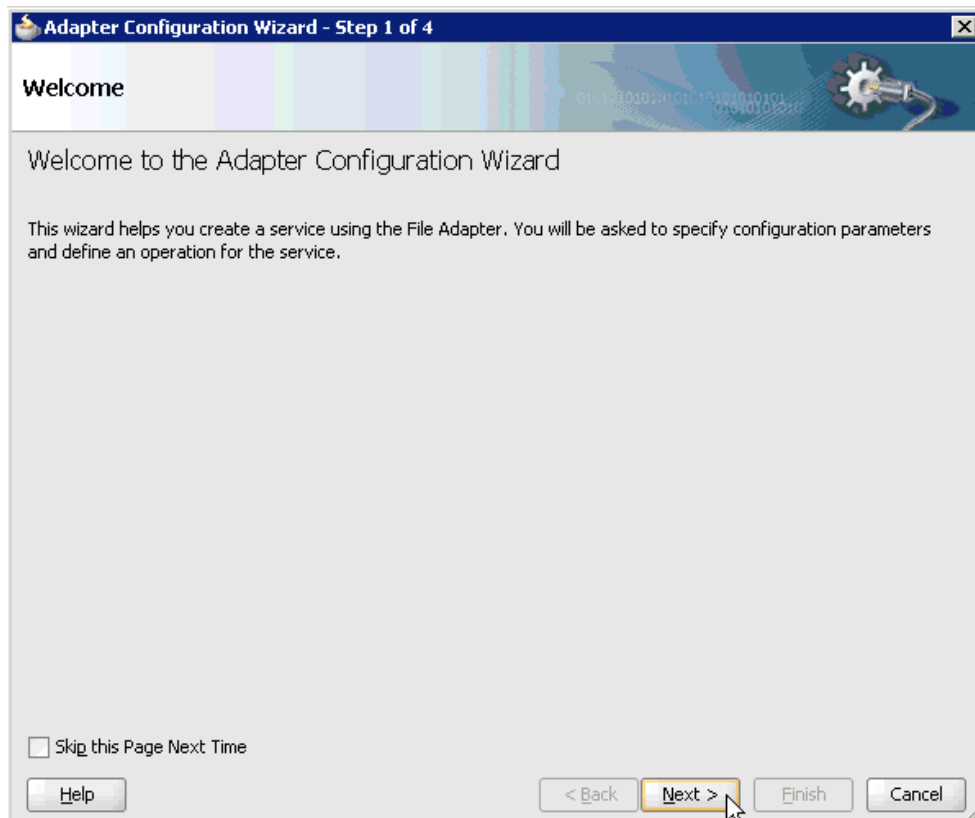 Adapter Configuration Wizard - Step 1 of 4
Welcome
Welcome to the Adapter Configuration Wizard
This wizard helps you create a service using the File Adapter. You will be asked to specify configuration parameters
and define an operation for the service.
Skip this Page Next Time
Help < Back Next > Finish Cancel